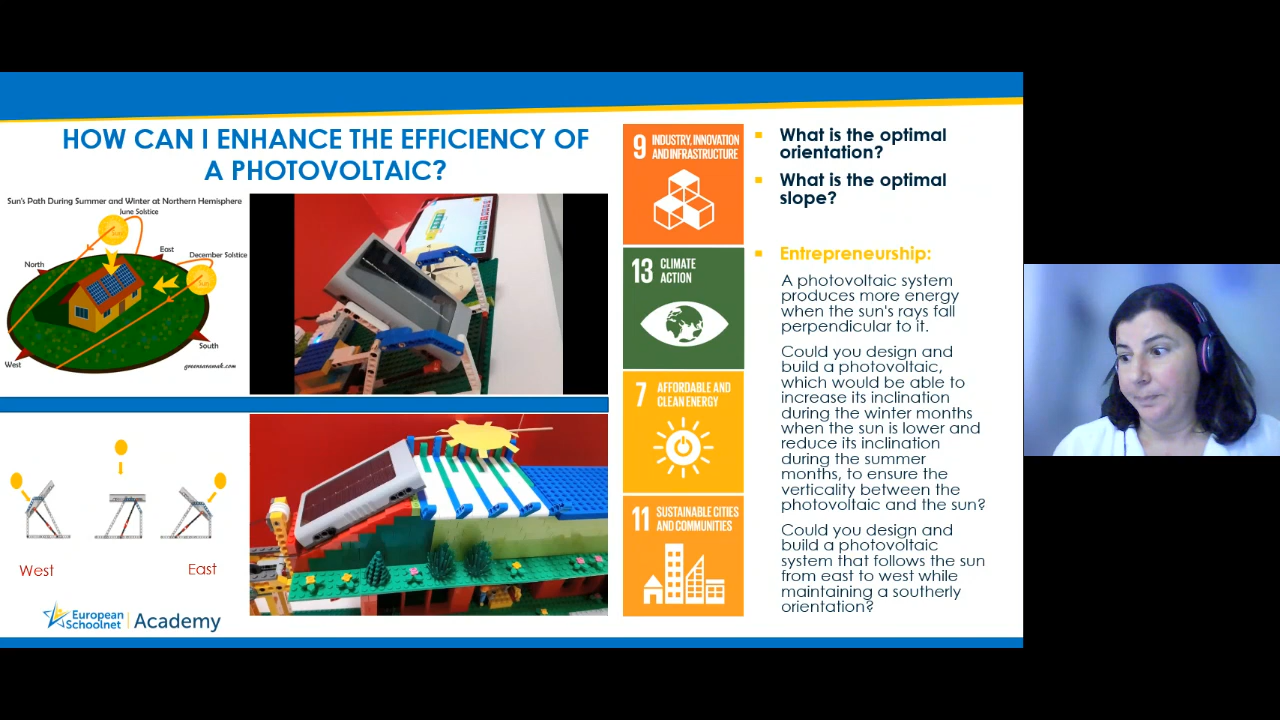 HOW CAN I ENHANCE THE EFFICIENCY OF
A PHOTOVOLTAIC?
Sun's Path During Summer and Winter at Northern Hemisphere
June Solstice
East
December Solstice
North
South
West
greensarawak.com
West
East
European
Schoolnet
Academy
9 INDUSTRY, INNOVATION
AND INFRASTRUCTURE
13 CLIMATE
ACTION
7 AFFORDABLE AND
CLEAN ENERGY
11 SUSTAINABLE CITIES
AND COMMUNITIES
What is the optimal
orientation?
What is the optimal
slope?
Entrepreneurship:
A photovoltaic system
produces more energy
when the sun's rays fall
perpendicular to it.
Could you design and
build a photovoltaic,
which would be able to
increase its inclination
during the winter months
when the sun is lower and
reduce its inclination
during the summer
months, to ensure the
verticality between the
photovoltaic and the sun?
Could you design and
build a photovoltaic
system that follows the sun
from east to west while
maintaining a southerly
orientation?